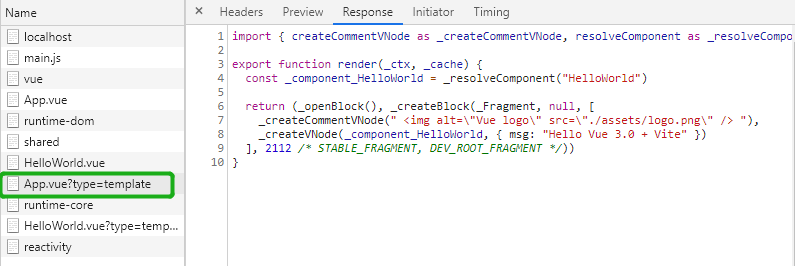 Name
localhost
main.js
vue
App.vue
runtime-dom
shared
HelloWorld.vue
App.vue?type=template
runtime-core
HelloWorld.vue?type=temp...
reactivity
× Headers Preview Response Initiator Timing
1 import { createCommentVNode as _createCommentVNode, resolveComponent as _resolveCompo
2
3 export function render(_ctx, _cache) {
4 const _component_HelloWorld = _resolveComponent("HelloWorld")
5
6 return (_openBlock(), _createBlock(_Fragment, null, [
7 _createCommentVNode(" <img alt=\"Vue logo\" src=\"./assets/logo.png\" /> "),
8 _createVNode(_component_HelloWorld, { msg: "Hello Vue 3.0 + Vite" })
9 ], 2112 /* STABLE_FRAGMENT, DEV_ROOT_FRAGMENT */))
10 }